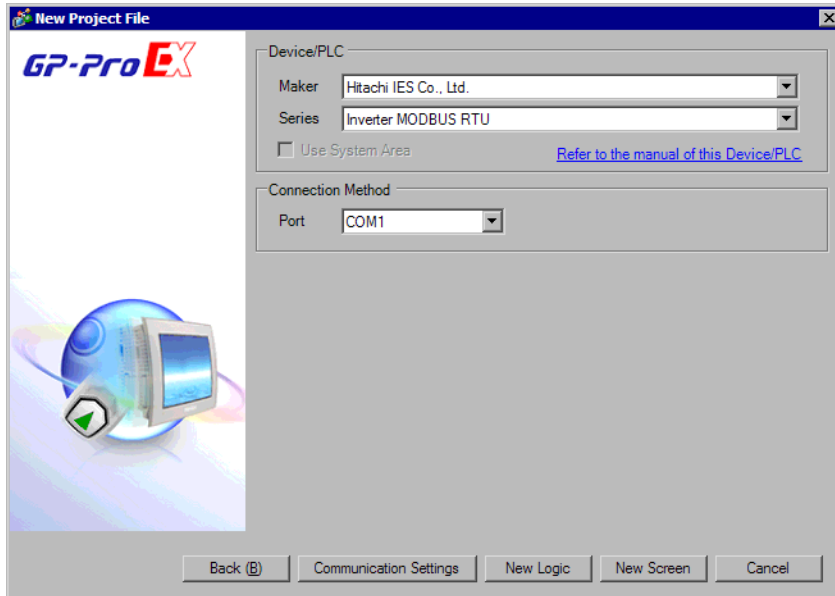 New Project File
GP-Pro EX
Device/PLC
Maker Hitachi IES Co., Ltd.
Series Inverter MODBUS RTU
Use System Area Refer to the manual of this Device/PLC
Connection Method
Port COM1
Back (B) Communication Settings New Logic New Screen Cancel